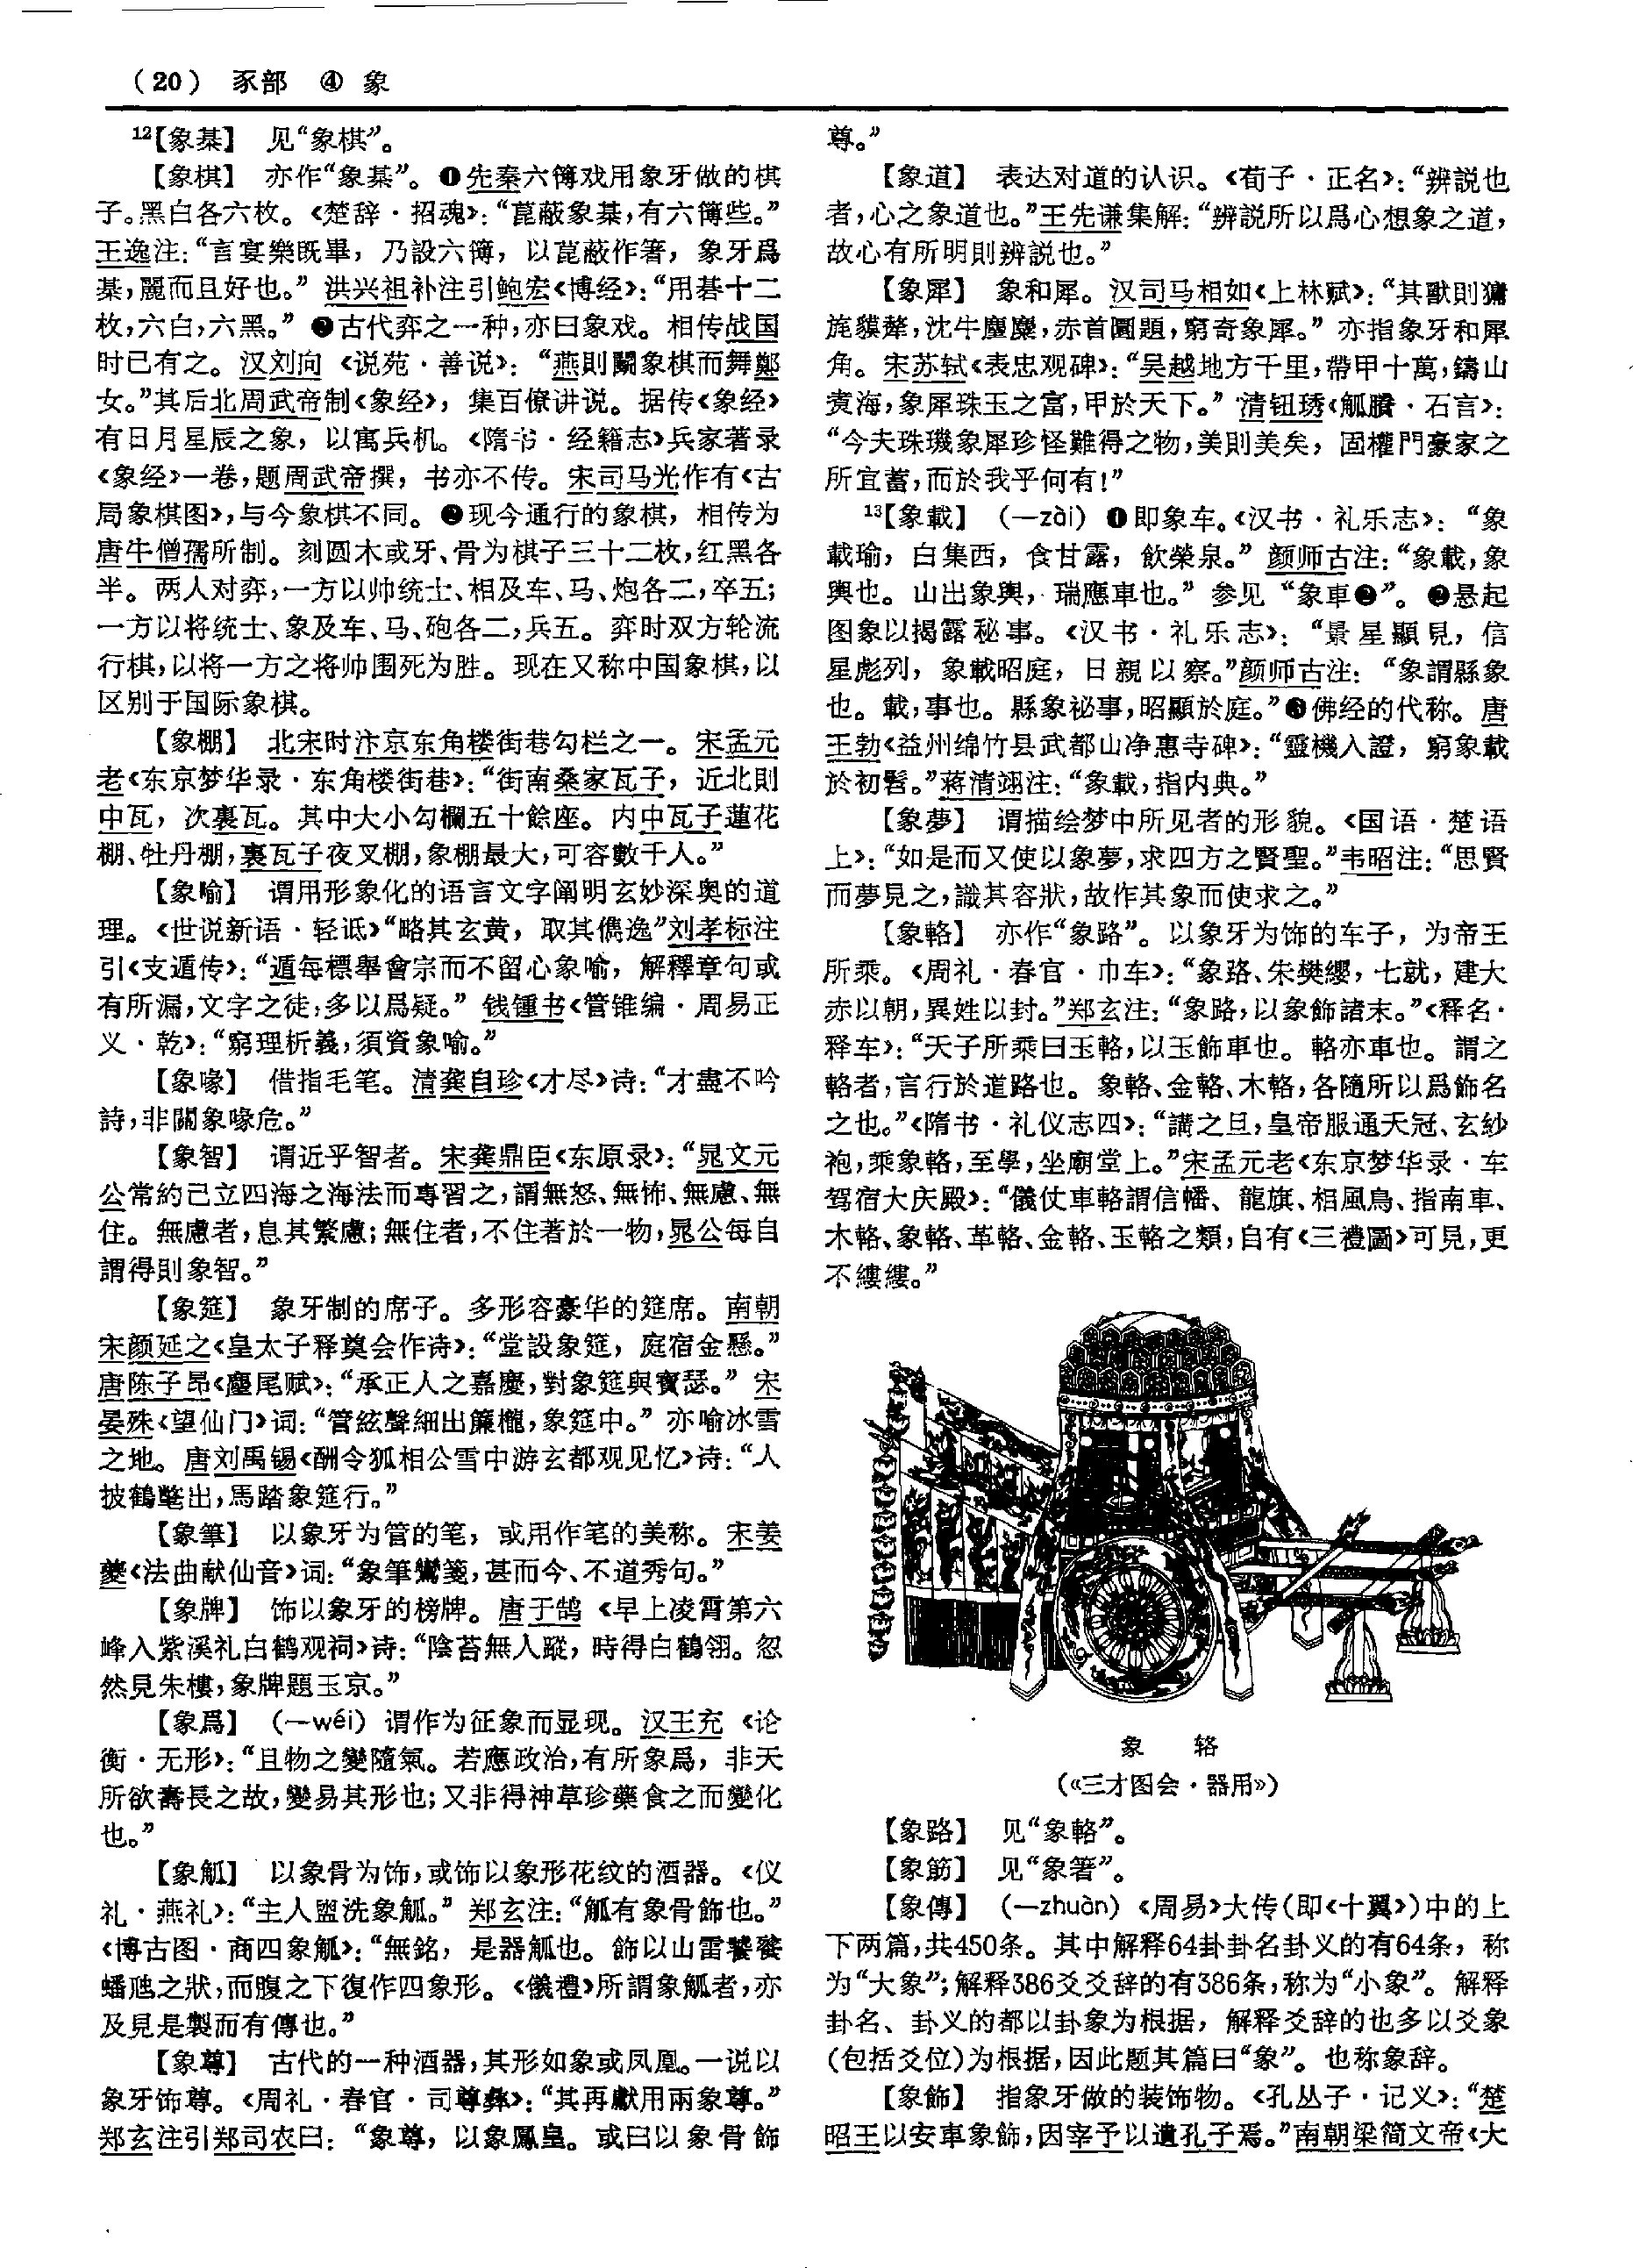 (20) 豕部 ④ 象
¹²【象棊】 见“象棋”。
【象棋】 亦作“象棊”。❶先秦六簙戏用象牙做的棋
子。黑白各六枚。《楚辞·招魂》：“菎蔽象棊，有六簙些。”
王逸注：“言宴樂既畢，乃設六簙，以菎蔽作箸，象牙爲
棊，麗而且好也。”洪兴祖补注引鲍宏《博经》：“用碁十二
枚，六白，六黑。”❷古代弈之一种，亦曰象戏。相传战国
时已有之。汉刘向《说苑·善说》：“燕則鬭象棋而舞鄭
女。”其后北周武帝制《象经》，集百僚讲说。据传《象经》
有日月星辰之象，以寓兵机。《隋书·经籍志》兵家著录
《象经》一卷，题周武帝撰，书亦不传。宋司马光作有《古
局象棋图》，与今象棋不同。❸现今通行的象棋，相传为
唐牛僧孺所制。刻圆木或牙、骨为棋子三十二枚，红黑各
半。两人对弈，一方以帅统士、相及车、马、炮各二，卒五；
一方以将统士、象及车、马、砲各二，兵五。弈时双方轮流
行棋，以将一方之将帅围死为胜。现在又称中国象棋，以
区别于国际象棋。
【象棚】 北宋时汴京东角楼街巷勾栏之一。宋孟元
老《东京梦华录·东角楼街巷》：“街南桑家瓦子，近北則
中瓦，次裏瓦。其中大小勾欄五十餘座。内中瓦子蓮花
棚、牡丹棚，裏瓦子夜叉棚，象棚最大，可容數千人。”
【象喻】 谓用形象化的语言文字阐明玄妙深奥的道
理。《世说新语·轻诋》“略其玄黄，取其儁逸”刘孝标注
引《支遁传》：“遁每標舉會宗而不留心象喻，解釋章句或
有所漏，文字之徒，多以爲疑。”钱锺书《管锥编·周易正
义·乾》：“窮理析義，須資象喻。”
【象喙】 借指毛笔。清龚自珍《才尽》诗：“才盡不吟
詩，非關象喙危。”
【象智】 谓近乎智者。宋龚鼎臣《东原录》：“晁文元
公常約己立四海之海法而專習之，謂無怒、無怖、無慮、無
住。無慮者，息其繁慮；無住者，不住著於一物，晁公每自
謂得則象智。”
【象筵】 象牙制的席子。多形容豪华的筵席。南朝
宋颜延之《皇太子释奠会作诗》：“堂設象筵，庭宿金懸。”
唐陈子昂《麈尾赋》：“承正人之嘉慶，對象筵與寶瑟。”宋
晏殊《望仙门》词：“管絃聲細出簾櫳，象筵中。”亦喻冰雪
之地。唐刘禹锡《酬令狐相公雪中游玄都观见忆》诗：“人
披鶴氅出，馬踏象筵行。”
【象筆】 以象牙为管的笔，或用作笔的美称。宋姜
夔《法曲献仙音》词：“象筆鸞箋，甚而今、不道秀句。”
【象牌】 饰以象牙的榜牌。唐于鹄《早上凌霄第六
峰入紫溪礼白鹤观祠》诗：“陰苔無人蹤，時得白鶴翎。忽
然見朱樓，象牌題玉京。”
【象爲】 （—wéi）谓作为征象而显现。汉王充《论
衡·无形》：“且物之變隨氣。若應政治，有所象爲，非天
所欲壽長之故，變易其形也；又非得神草珍藥食之而變化
也。”
【象觚】 以象骨为饰，或饰以象形花纹的酒器。《仪
礼·燕礼》：“主人盥洗象觚。”郑玄注：“觚有象骨飾也。”
《博古图·商四象觚》：“無銘，是器觚也。飾以山雷饕餮
蟠虺之狀，而腹之下復作四象形。《儀禮》所謂象觚者，亦
及見是製而有傳也。”
【象尊】 古代的一种酒器，其形如象或凤凰。一说以
象牙饰尊。《周礼·春官·司尊彝》：“其再獻用兩象尊。”
郑玄注引郑司农曰：“象尊，以象鳳皇。或曰以象骨飾
尊。”
【象道】 表达对道的认识。《荀子·正名》：“辨説也
者，心之象道也。”王先谦集解：“辨説所以爲心想象之道，
故心有所明則辨説也。”
【象犀】 象和犀。汉司马相如《上林赋》：“其獸則㺎
旄貘犛，沈牛麈麋，赤首圜題，窮奇象犀。”亦指象牙和犀
角。宋苏轼《表忠观碑》：“吴越地方千里，帶甲十萬，鑄山
煑海，象犀珠玉之富，甲於天下。”清钮琇《觚賸·石言》：
“今夫珠璣象犀珍怪難得之物，美則美矣，固權門豪家之
所宜蓄，而於我乎何有！”
¹³【象載】 （—zài）❶即象车。《汉书·礼乐志》：“象
載瑜，白集西，食甘露，飲榮泉。”颜师古注：“象載，象
輿也。山出象輿，瑞應車也。”参见“象車❷”。❷悬起
图象以揭露秘事。《汉书·礼乐志》：“景星顯見，信
星彪列，象載昭庭，日親以察。”颜师古注：“象謂縣象
也。載，事也。縣象祕事，昭顯於庭。”❸佛经的代称。唐
王勃《益州绵竹县武都山净惠寺碑》：“靈機入證，窮象載
於初髫。”蒋清翊注：“象載，指内典。”
【象夢】 谓描绘梦中所见者的形貌。《国语·楚语
上》：“如是而又使以象夢，求四方之賢聖。”韦昭注：“思賢
而夢見之，識其容狀，故作其象而使求之。”
【象輅】 亦作“象路”。以象牙为饰的车子，为帝王
所乘。《周礼·春官·巾车》：“象路、朱樊纓，七就，建大
赤以朝，異姓以封。”郑玄注：“象路，以象飾諸末。”《释名·
释车》：“天子所乘曰玉輅，以玉飾車也。輅亦車也。謂之
輅者，言行於道路也。象輅、金輅、木輅，各隨所以爲飾名
之也。”《隋书·礼仪志四》：“講之旦，皇帝服通天冠、玄紗
袍，乘象輅，至學，坐廟堂上。”宋孟元老《东京梦华录·车
驾宿大庆殿》：“儀仗車輅謂信幡、龍旗、相風鳥、指南車、
木輅、象輅、革輅、金輅、玉輅之類，自有《三禮圖》可見，更
不縷縷。”
象 辂
（《三才图会·器用》）
【象路】 见“象輅”。
【象筯】 见“象箸”。
【象傳】 （—zhuàn）《周易》大传（即《十翼》）中的上
下两篇，共450条。其中解释64卦卦名卦义的有64条，称
为“大象”；解释386爻爻辞的有386条，称为“小象”。解释
卦名、卦义的都以卦象为根据，解释爻辞的也多以爻象
（包括爻位）为根据，因此题其篇曰“象”。也称象辞。
【象飾】 指象牙做的装饰物。《孔丛子·记义》：“楚
昭王以安車象飾，因宰予以遺孔子焉。”南朝梁简文帝《大